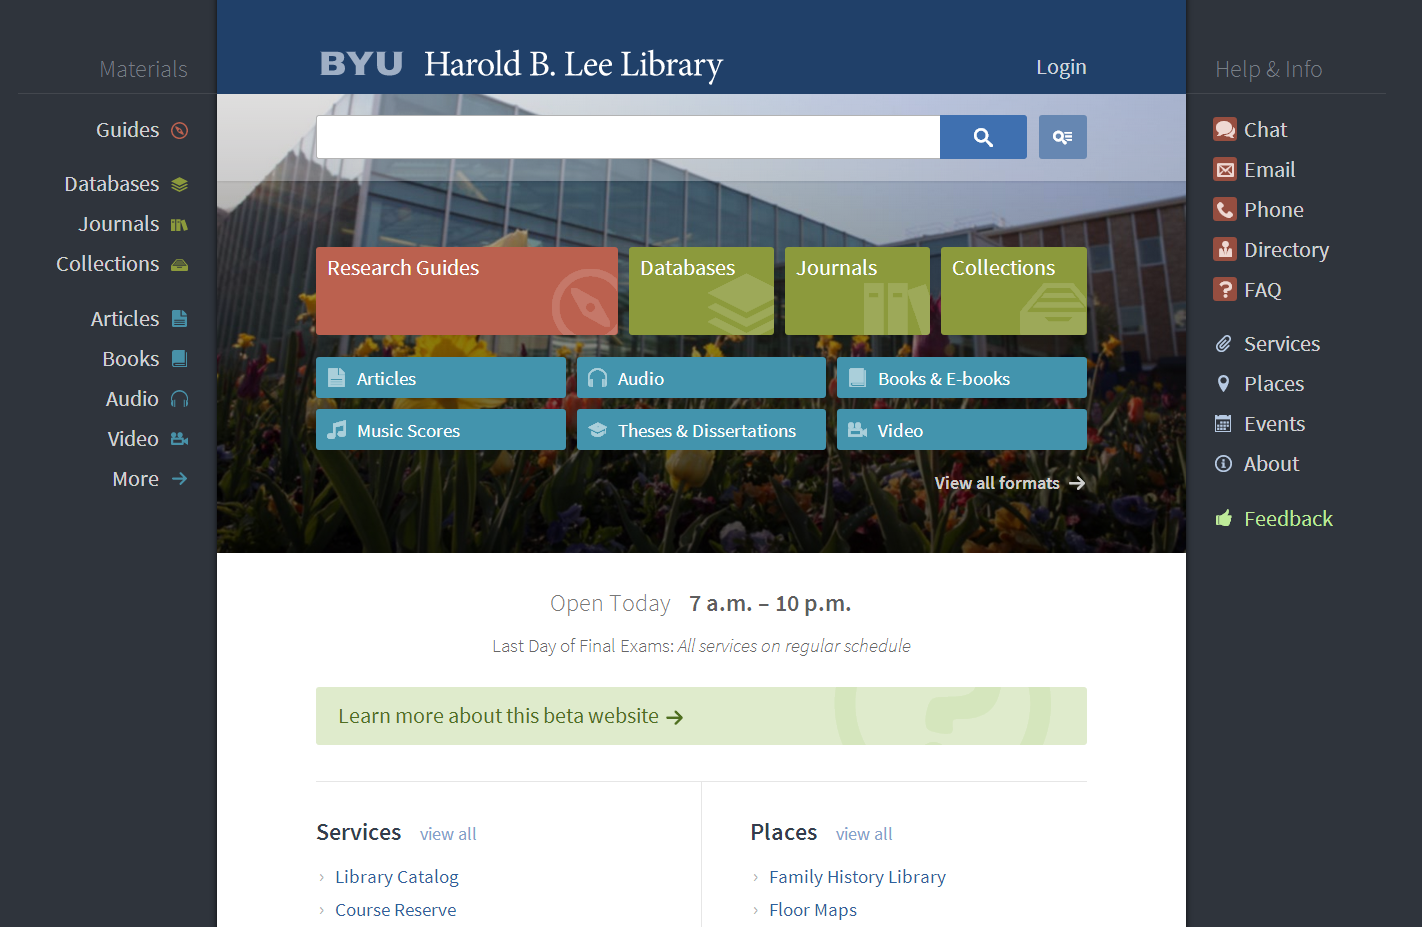 Materials
Guides
Databases
Journals
Collections
Articles
Books
Audio
Video
More
BYU Harold B. Lee Library
Login
Research Guides
Databases
Journals
Collections
Articles
Audio
Books & E-books
Music Scores
Theses & Dissertations
Video
View all formats
Open Today 7 a.m. – 10 p.m.
Last Day of Final Exams: All services on regular schedule
Learn more about this beta website
Services view all
Library Catalog
Course Reserve
Places view all
Family History Library
Floor Maps
Help & Info
Chat
Email
Phone
Directory
FAQ
Services
Places
Events
About
Feedback